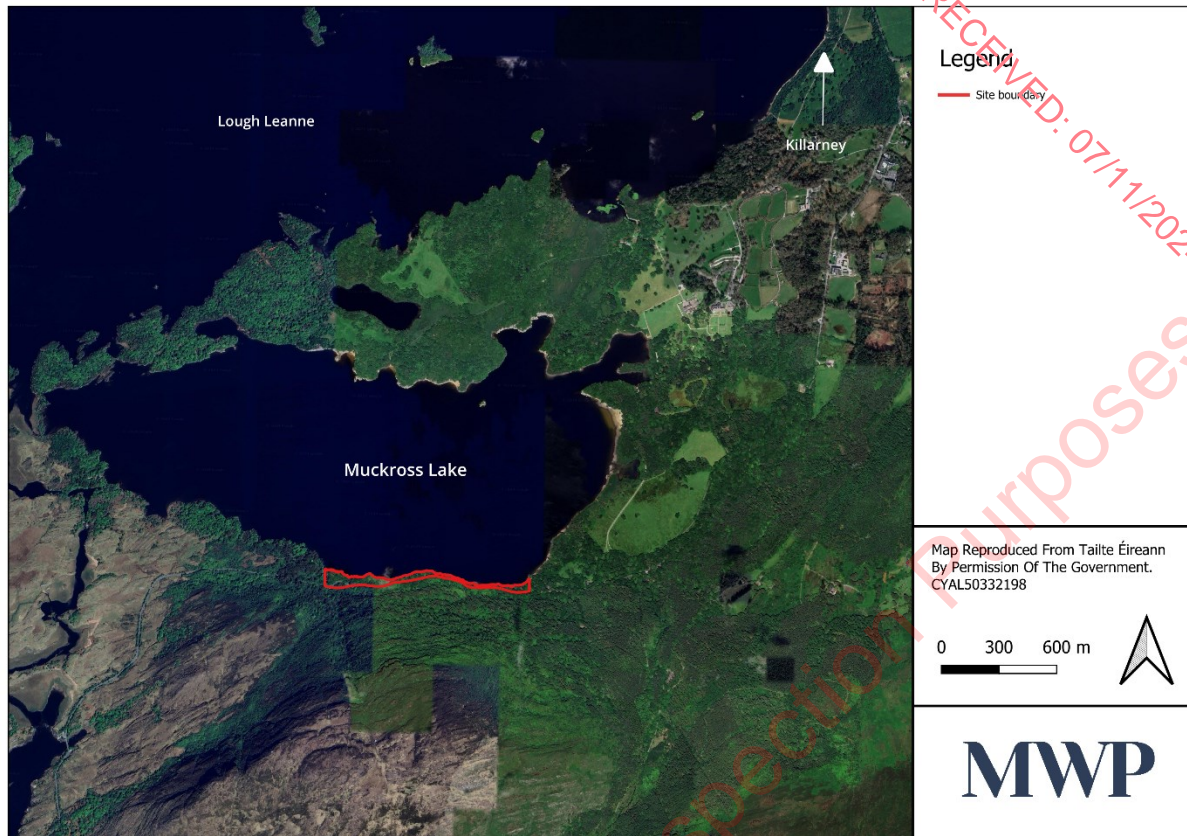 Lough Leanne
Killarney
Muckross Lake
Legend
Site boundary
RECEIVED: 07/11/202
Inspection Purposes
Map Reproduced From Tailte Éireann
By Permission Of The Government.
CYAL50332198
0 300 600 m
MWP